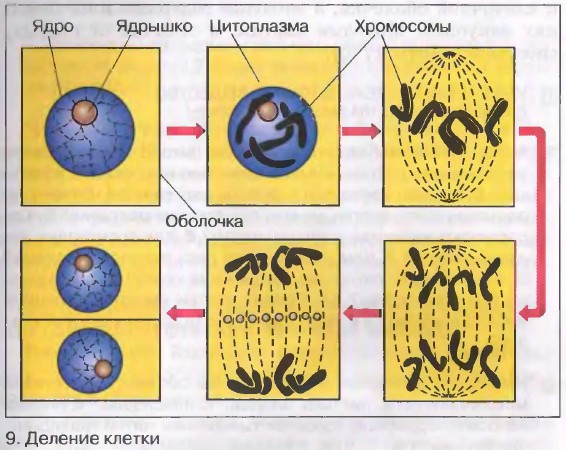 Ядро Ядрышко Цитоплазма Хромосомы
Оболочка
9. Деление клетки